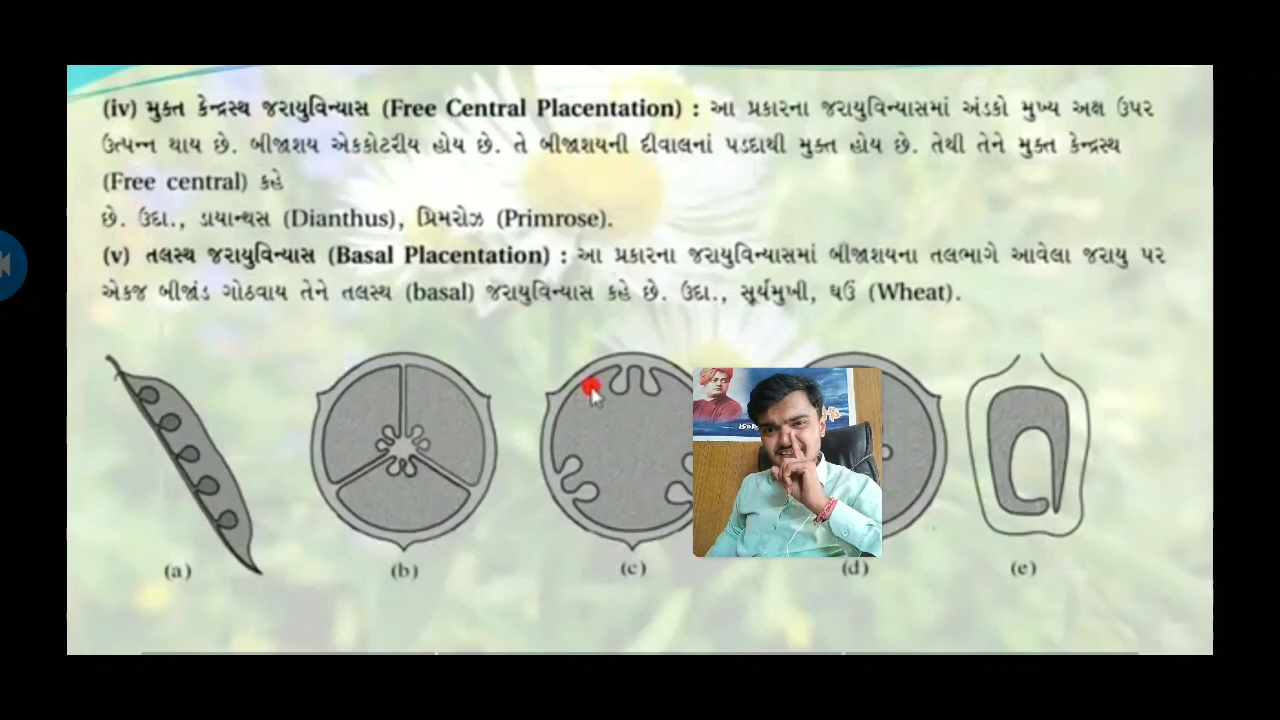 (iv) મુક્ત કેન્દ્રસ્થ જરાયુવિન્યાસ (Free Central Placentation) : આ પ્રકારના જરાયુવિન્યાસમાં અંડકો મુખ્ય અક્ષ ઉપર
ઉત્પન્ન થાય છે. બીજાશય એકકોટરીય હોય છે. તે બીજાશયની દીવાલનાં પડદાથી મુક્ત હોય છે. તેથી તેને મુક્ત કેન્દ્રસ્થ
(Free central) કહે
છે. ઉદા., ડાયાન્થસ (Dianthus), પ્રિમરોઝ (Primrose).
(v) તલસ્થ જરાયુવિન્યાસ (Basal Placentation) : આ પ્રકારના જરાયુવિન્યાસમાં બીજાશયના તલભાગે આવેલા જરાયુ પર
એકજ બીજાંડ ગોઠવાય તેને તલસ્થ (basal) જરાયુવિન્યાસ કહે છે. ઉદા., સૂર્યમુખી, ઘઉં (Wheat).
(a) (b) (c) (d) (e)